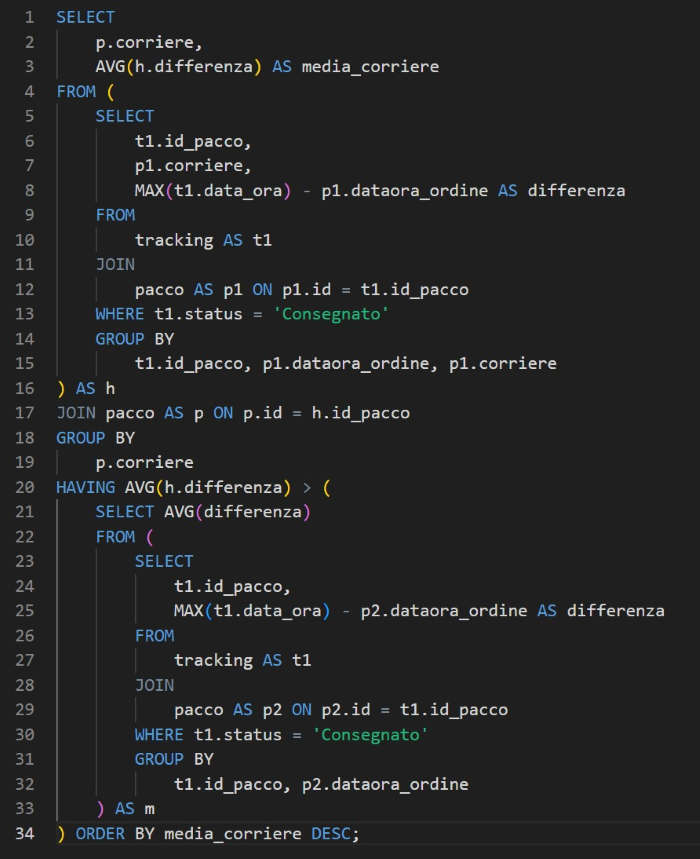 1 SELECT
2     p.corriere,
3     AVG(h.differenza) AS media_corriere
4 FROM (
5     SELECT
6         t1.id_pacco,
7         p1.corriere,
8         MAX(t1.data_ora) - p1.dataora_ordine AS differenza
9     FROM
10         tracking AS t1
11     JOIN
12         pacco AS p1 ON p1.id = t1.id_pacco
13     WHERE t1.status = 'Consegnato'
14     GROUP BY
15         t1.id_pacco, p1.dataora_ordine, p1.corriere
16 ) AS h
17 JOIN pacco AS p ON p.id = h.id_pacco
18 GROUP BY
19     p.corriere
20 HAVING AVG(h.differenza) > (
21     SELECT AVG(differenza)
22     FROM (
23         SELECT
24             t1.id_pacco,
25             MAX(t1.data_ora) - p2.dataora_ordine AS differenza
26         FROM
27             tracking AS t1
28         JOIN
29             pacco AS p2 ON p2.id = t1.id_pacco
30         WHERE t1.status = 'Consegnato'
31         GROUP BY
32             t1.id_pacco, p2.dataora_ordine
33     ) AS m
34 ) ORDER BY media_corriere DESC;